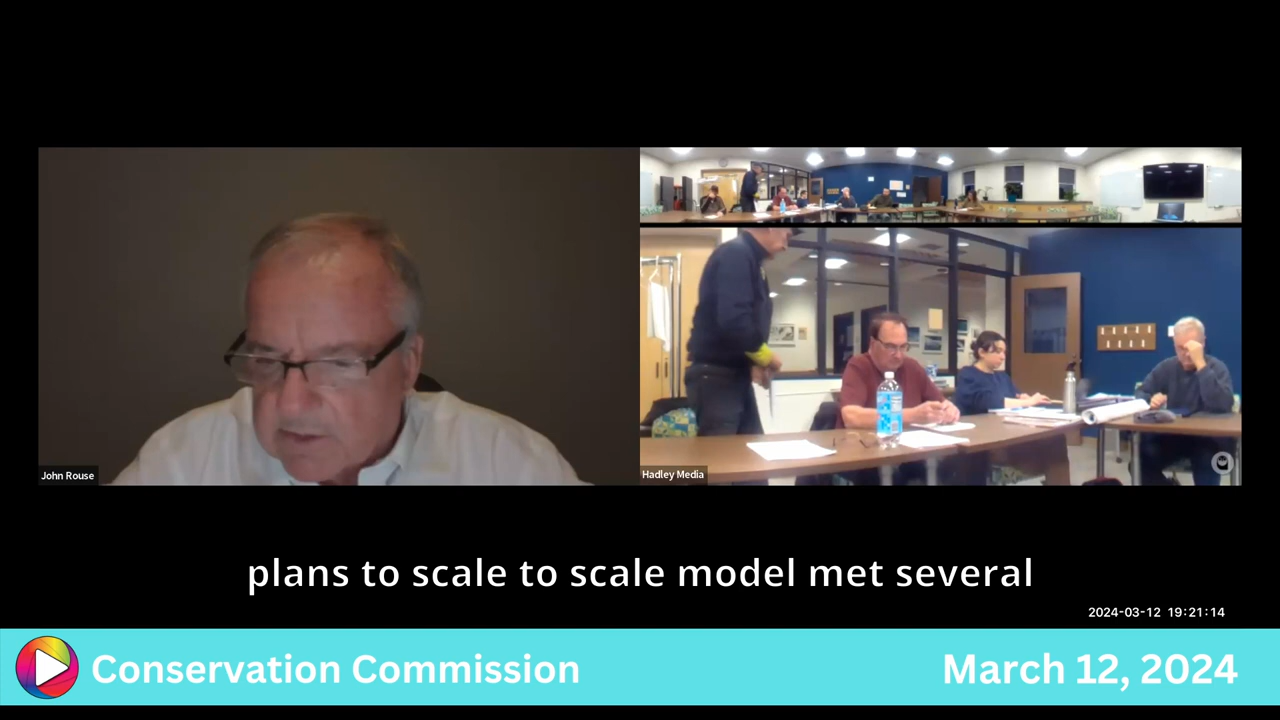 John Rouse
Hadley Media
plans to scale to scale model met several
2024-03-12 19:21:14
Conservation Commission
March 12, 2024